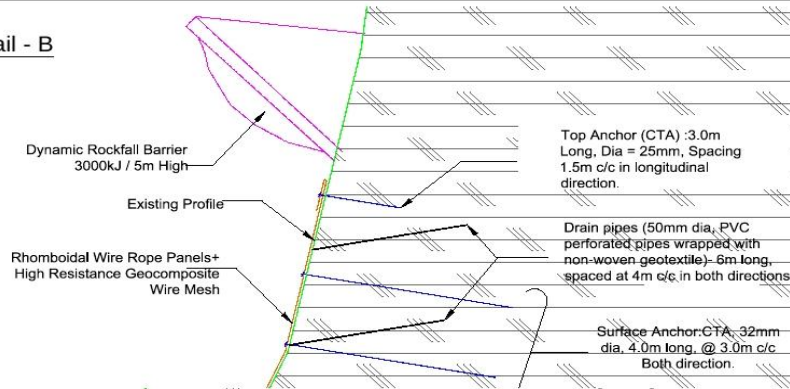 ail - B
Dynamic Rockfall Barrier
3000kJ / 5m High
Existing Profile
Rhomboidal Wire Rope Panels+
High Resistance Geocomposite
Wire Mesh
Top Anchor (CTA) :3.0m
Long, Dia = 25mm, Spacing
1.5m c/c in longitudinal
direction.
Drain pipes (50mm dia, PVC
perforated pipes wrapped with
non-woven geotextile)- 6m long,
spaced at 4m c/c in both directions
Surface Anchor:CTA, 32mm
dia, 4.0m long, @ 3.0m c/c
Both direction.